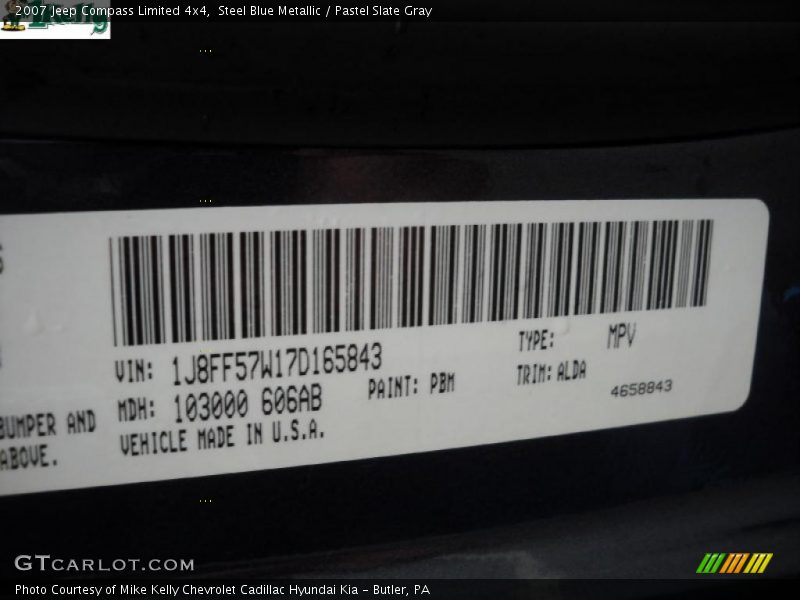 2007 Jeep Compass Limited 4x4,  Steel Blue Metallic / Pastel Slate Gray
VIN: 1J8FF57W17D165843
TYPE: MPV
MDH: 103000 606AB
PAINT: PBM
TRIM: ALDA
4658843
VEHICLE MADE IN U.S.A.
BUMPER AND
ABOVE.
GTCARLOT.COM
Photo Courtesy of Mike Kelly Chevrolet Cadillac Hyundai Kia – Butler, PA